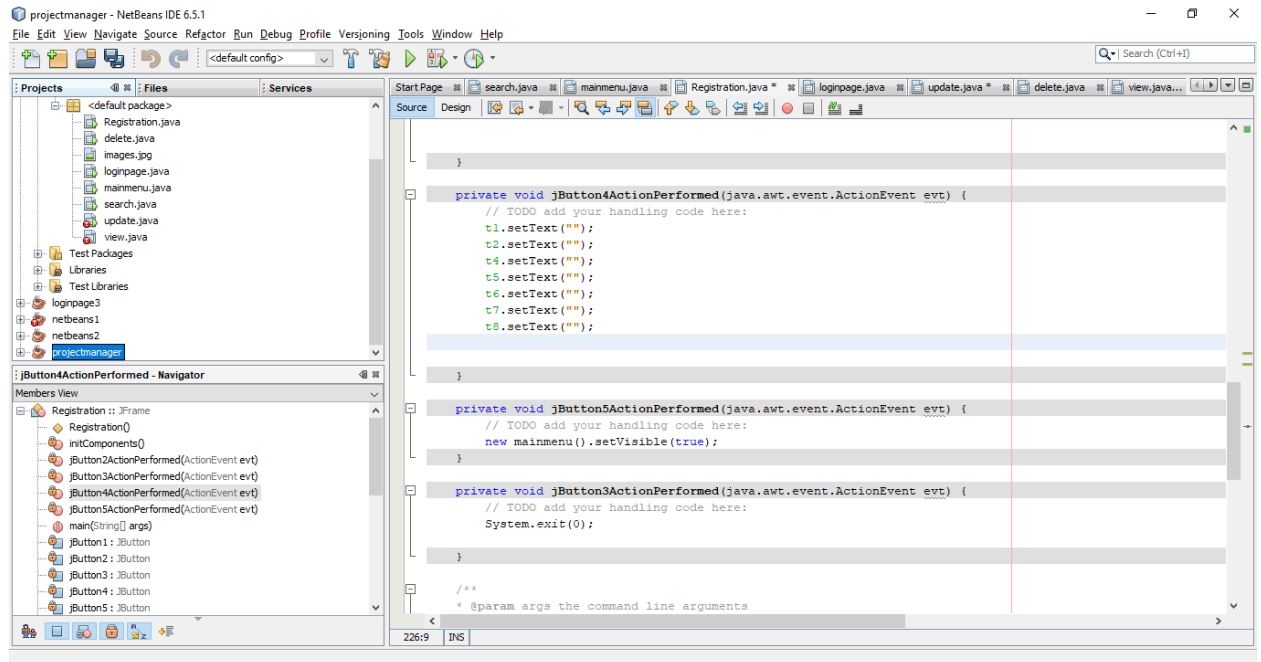 projectmanager - NetBeans IDE 6.5.1
File Edit View Navigate Source Refactor Run Debug Profile Versioning Tools Window Help
<default config>
Search (Ctrl+I)
Projects
Files
Services
<default package>
Registration.java
delete.java
images.jpg
loginpage.java
mainmenu.java
search.java
update.java
view.java
Test Packages
Libraries
Test Libraries
loginpage3
netbeans1
netbeans2
projectmanager
jButton4ActionPerformed - Navigator
Members View
Registration :: JFrame
Registration()
initComponents()
jButton2ActionPerformed(ActionEvent evt)
jButton3ActionPerformed(ActionEvent evt)
jButton4ActionPerformed(ActionEvent evt)
jButton5ActionPerformed(ActionEvent evt)
main(String[] args)
jButton1 : JButton
jButton2 : JButton
jButton3 : JButton
jButton4 : JButton
jButton5 : JButton
Start Page search.java mainmenu.java Registration.java * loginpage.java update.java * delete.java view.java...
Source Design
}
private void jButton4ActionPerformed(java.awt.event.ActionEvent evt) {
// TODO add your handling code here:
t1.setText("");
t2.setText("");
t4.setText("");
t5.setText("");
t6.setText("");
t7.setText("");
t8.setText("");
}
private void jButton5ActionPerformed(java.awt.event.ActionEvent evt) {
// TODO add your handling code here:
new mainmenu().setVisible(true);
}
private void jButton3ActionPerformed(java.awt.event.ActionEvent evt) {
// TODO add your handling code here:
System.exit(0);
}
/**
* @param args the command line arguments
226:9 INS